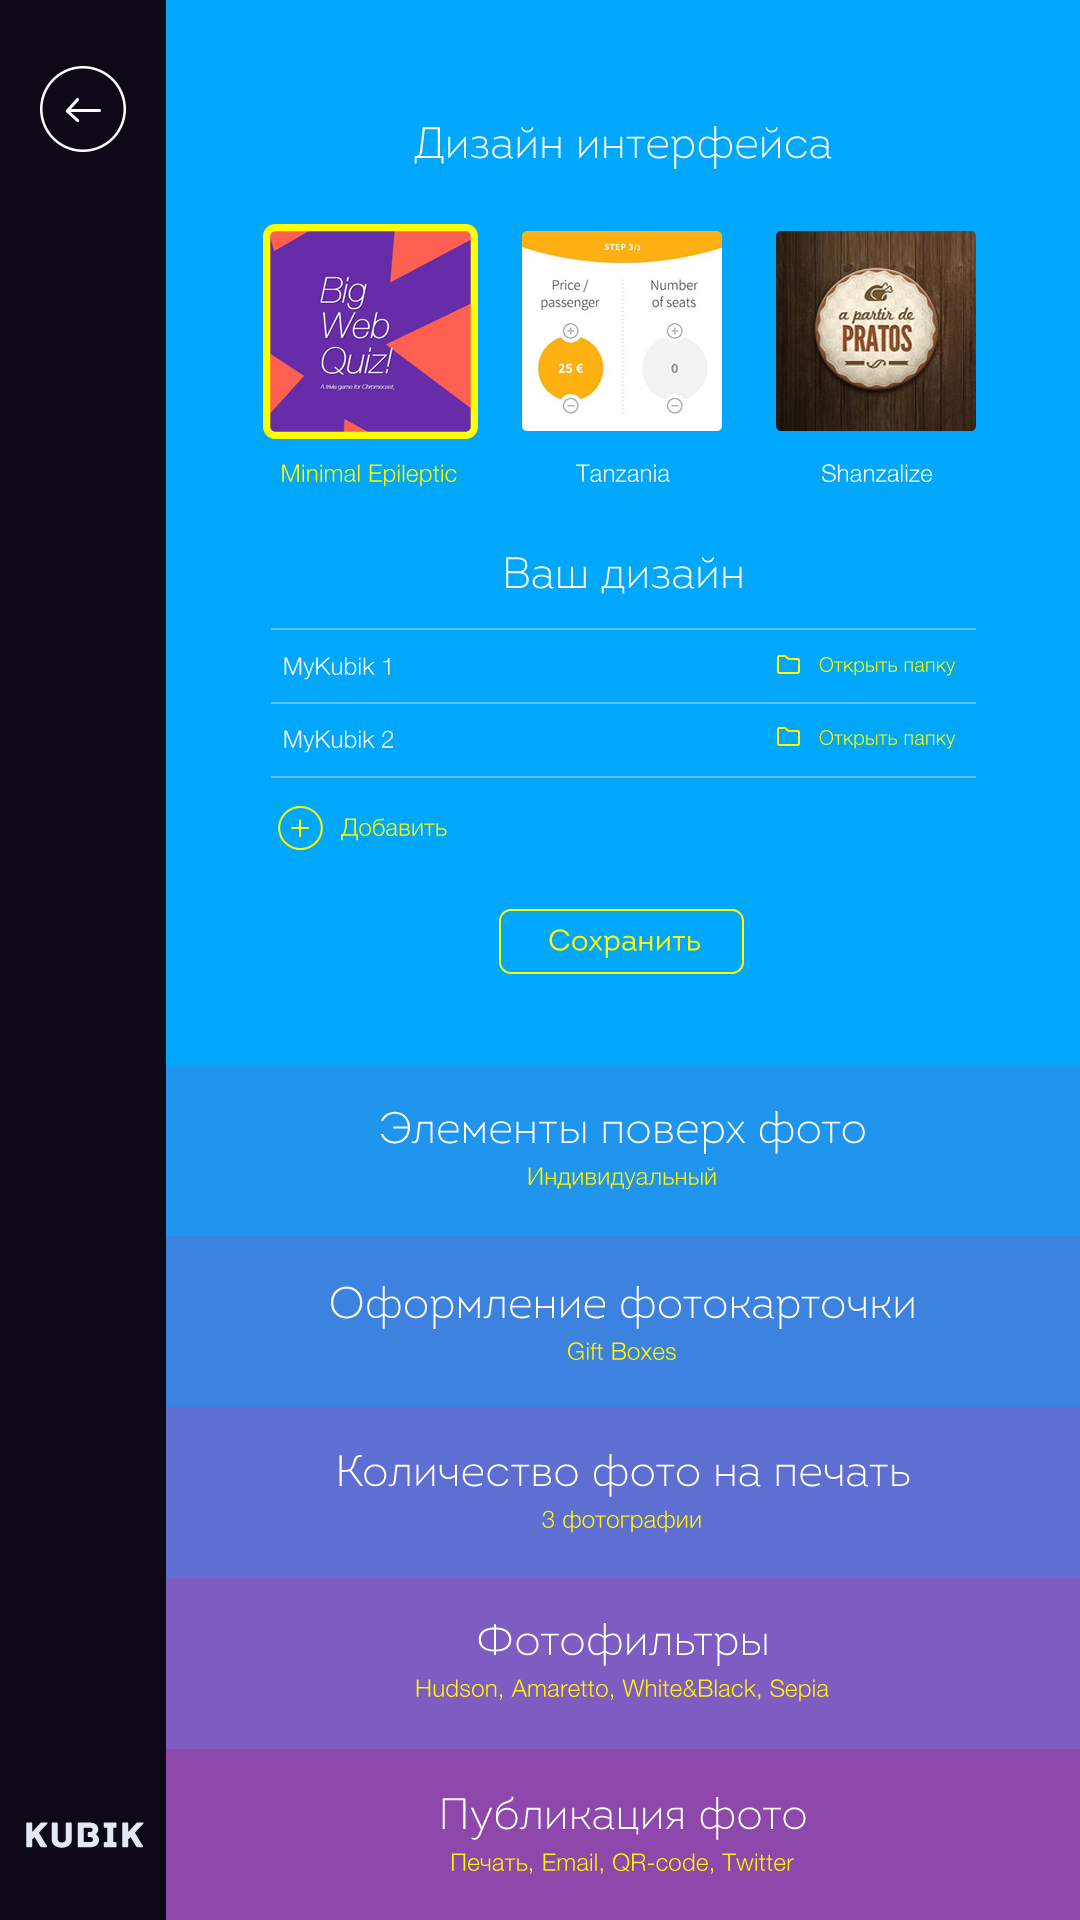 Дизайн интерфейса
Big
Web
Quiz!
A trivia game for Chromecast,
STEP 3/3
Price /
passenger
25 €
Number
of seats
0
a partir de
PRATOS
Minimal Epileptic
Tanzania
Shanzalize
Ваш дизайн
MyKubik 1
Открыть папку
MyKubik 2
Открыть папку
Добавить
Сохранить
Элементы поверх фото
Индивидуальный
Оформление фотокарточки
Gift Boxes
Количество фото на печать
3 фотографии
Фотофильтры
Hudson, Amaretto, White&Black, Sepia
Публикация фото
Печать, Email, QR-code, Twitter
KUBIK